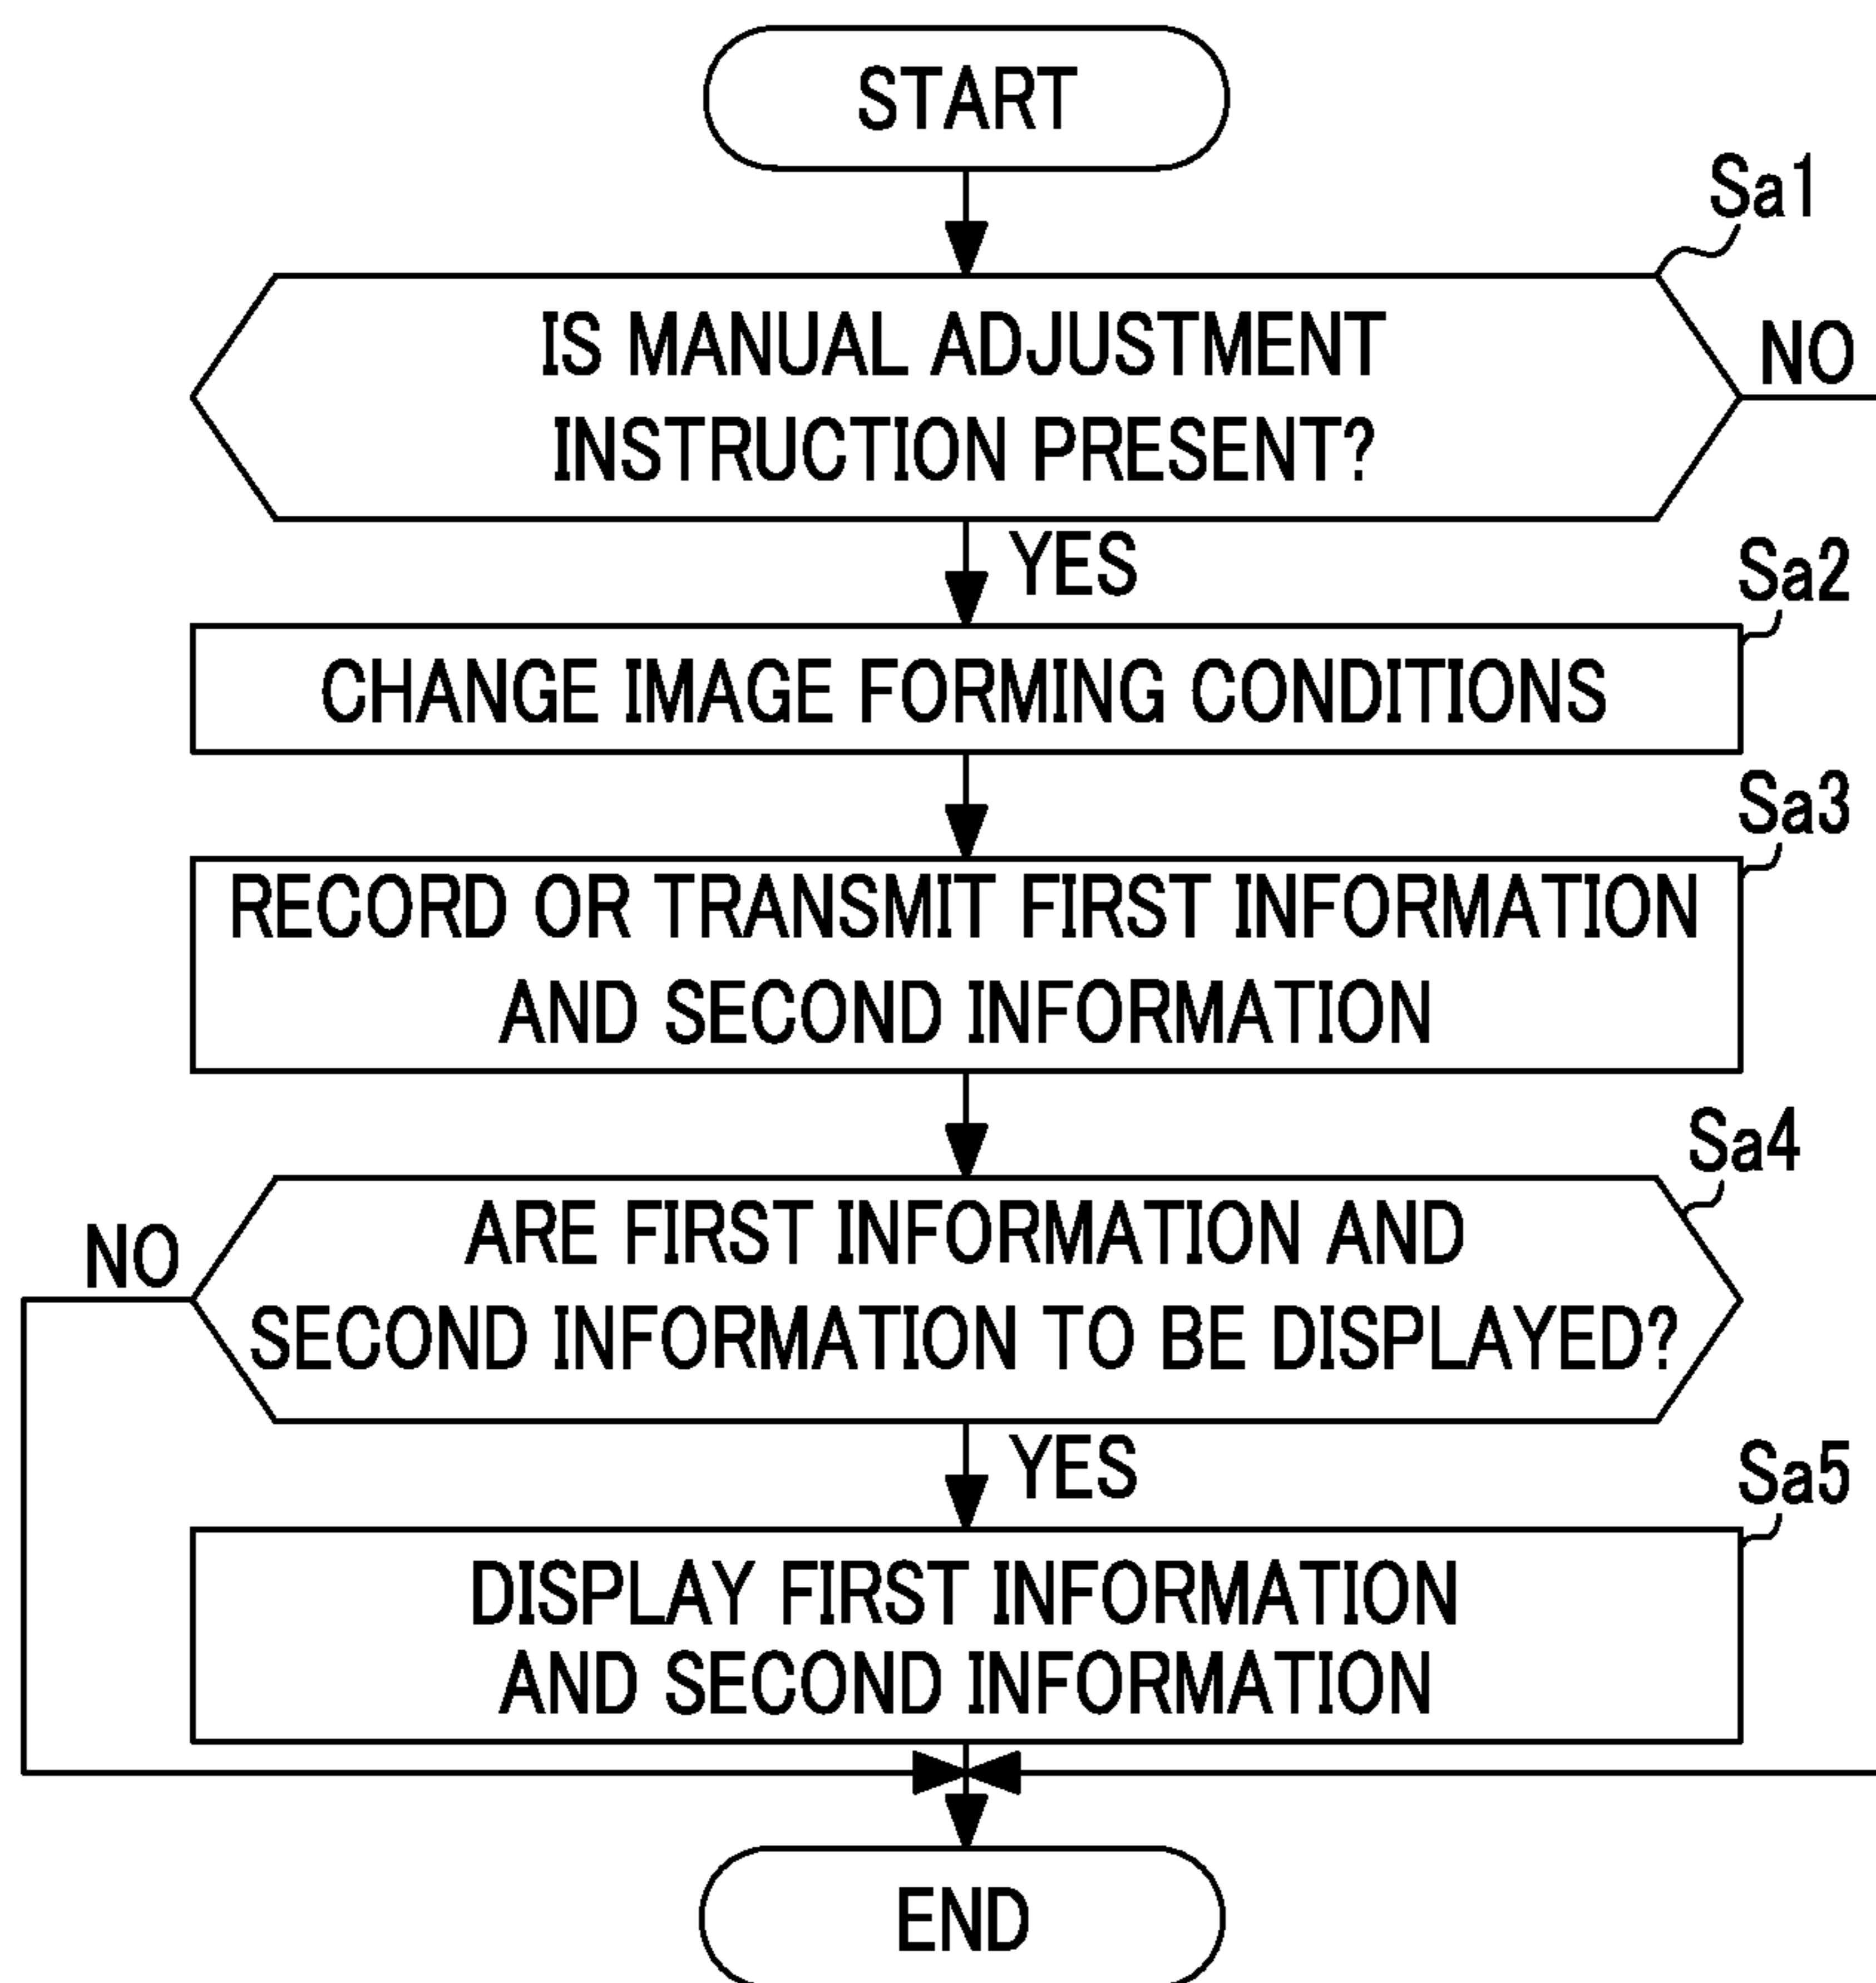 START
Sa1
IS MANUAL ADJUSTMENT
INSTRUCTION PRESENT?
NO
YES
Sa2
CHANGE IMAGE FORMING CONDITIONS
Sa3
RECORD OR TRANSMIT FIRST INFORMATION
AND SECOND INFORMATION
Sa4
NO
ARE FIRST INFORMATION AND
SECOND INFORMATION TO BE DISPLAYED?
YES
Sa5
DISPLAY FIRST INFORMATION
AND SECOND INFORMATION
END